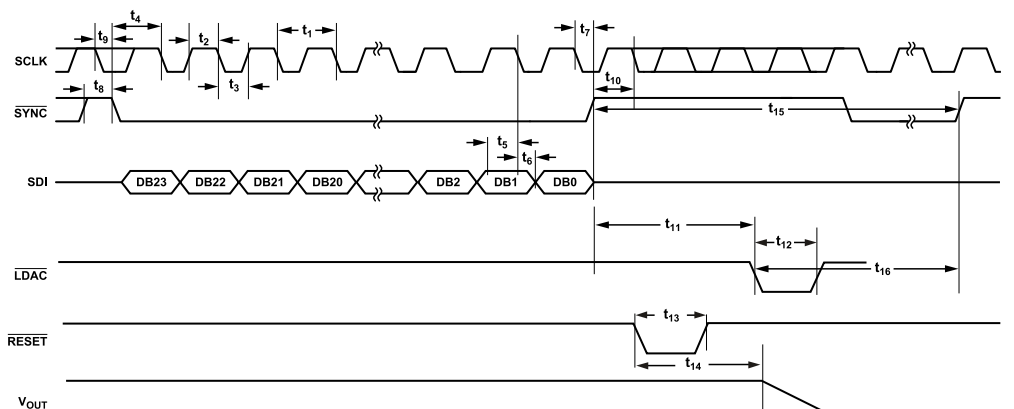 t4
t9
t2
t1
t7
SCLK
t3
t10
t8
SYNC
t15
t5
t6
SDI
DB23
DB22
DB21
DB20
DB2
DB1
DB0
t11
t12
LDAC
t16
t13
RESET
t14
VOUT